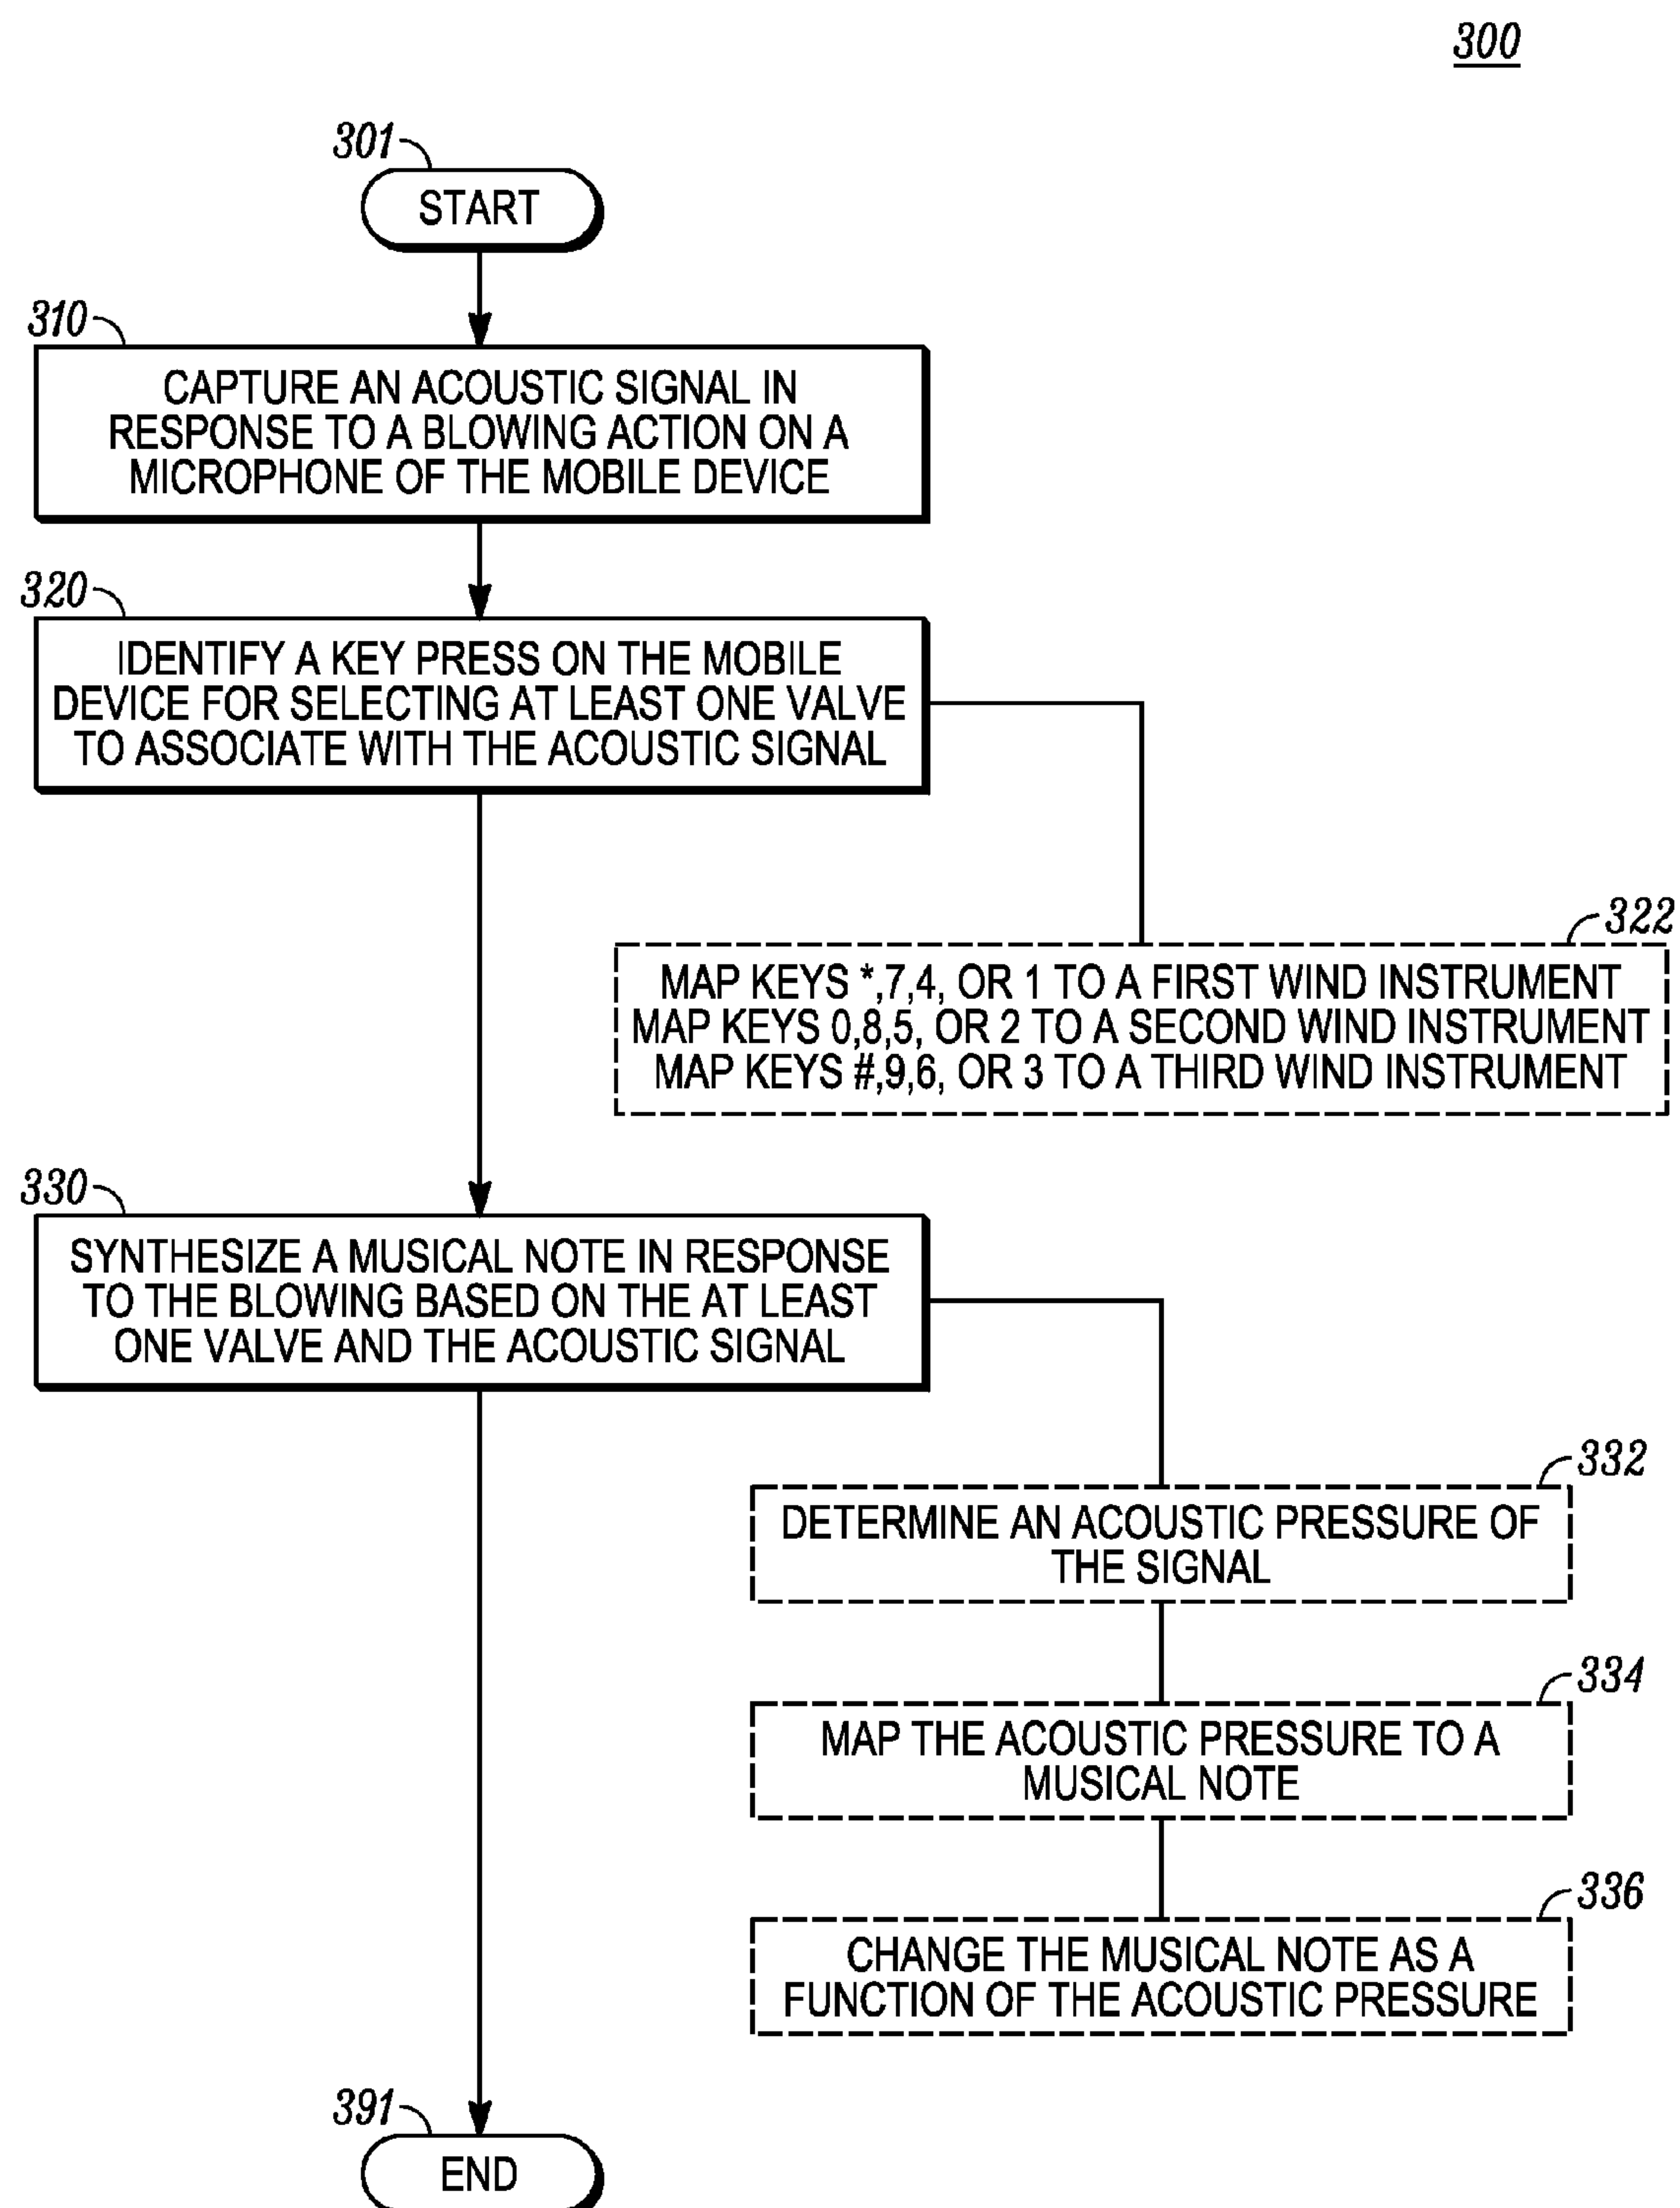 300
301
START
310
CAPTURE AN ACOUSTIC SIGNAL IN
RESPONSE TO A BLOWING ACTION ON A
MICROPHONE OF THE MOBILE DEVICE
320
IDENTIFY A KEY PRESS ON THE MOBILE
DEVICE FOR SELECTING AT LEAST ONE VALVE
TO ASSOCIATE WITH THE ACOUSTIC SIGNAL
322
MAP KEYS *,7,4, OR 1 TO A FIRST WIND INSTRUMENT
MAP KEYS 0,8,5, OR 2 TO A SECOND WIND INSTRUMENT
MAP KEYS #,9,6, OR 3 TO A THIRD WIND INSTRUMENT
330
SYNTHESIZE A MUSICAL NOTE IN RESPONSE
TO THE BLOWING BASED ON THE AT LEAST
ONE VALVE AND THE ACOUSTIC SIGNAL
332
DETERMINE AN ACOUSTIC PRESSURE OF
THE SIGNAL
334
MAP THE ACOUSTIC PRESSURE TO A
MUSICAL NOTE
336
CHANGE THE MUSICAL NOTE AS A
FUNCTION OF THE ACOUSTIC PRESSURE
391
END